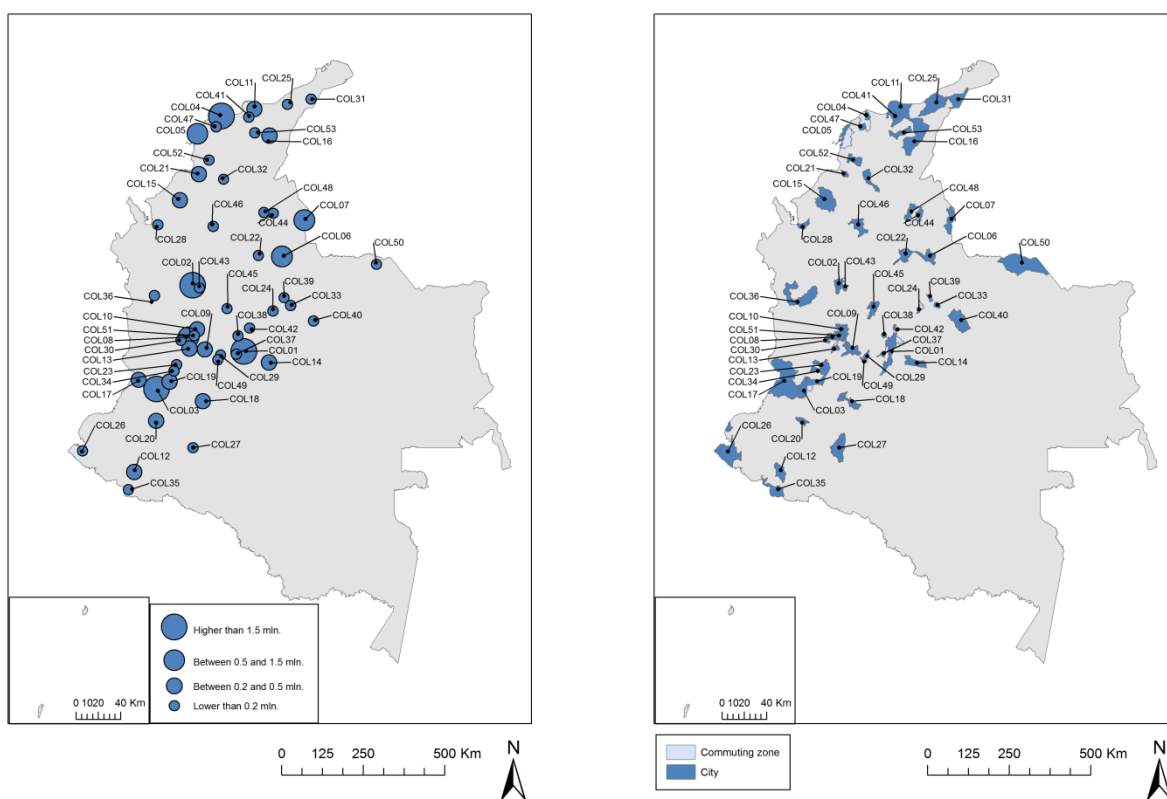 COL11
COL25
COL41
COL31
COL04
COL47
COL05
COL53
COL16
COL52
COL21
COL32
COL15
COL46
COL48
COL07
COL44
COL28
COL22
COL06
COL50
COL02
COL43
COL45
COL39
COL24
COL33
COL36
COL09
COL38
COL40
COL10
COL42
COL51
COL37
COL08
COL01
COL30
COL14
COL13
COL29
COL23
COL19
COL49
COL34
COL17
COL18
COL03
COL26
COL20
COL27
COL12
COL35
Higher than 1.5 mln.
Between 0.5 and 1.5 mln.
Between 0.2 and 0.5 mln.
Lower than 0.2 mln.
0 1020 40 Km
0 125 250 500 Km
N
COL11
COL25
COL41
COL31
COL04
COL47
COL05
COL53
COL16
COL52
COL21
COL32
COL15
COL46
COL48
COL07
COL44
COL28
COL22
COL06
COL50
COL02
COL43
COL45
COL39
COL24
COL33
COL36
COL09
COL38
COL40
COL10
COL42
COL51
COL37
COL08
COL01
COL30
COL14
COL13
COL29
COL23
COL19
COL49
COL34
COL17
COL18
COL03
COL26
COL20
COL27
COL12
COL35
0 1020 40 Km
Commuting zone
City
0 125 250 500 Km
N